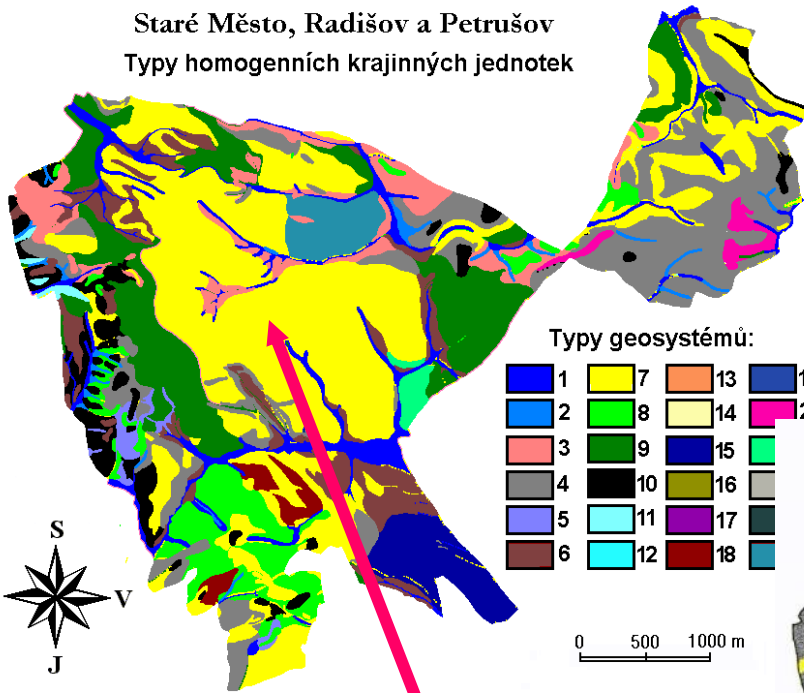 Staré Město, Radišov a Petrušov
Typy homogenních krajinných jednotek
Typy geosystémů:
1 7 13
2 8 14
3 9 15
4 10 16
5 11 17
6 12 18
S
V
J
0 500 1000 m